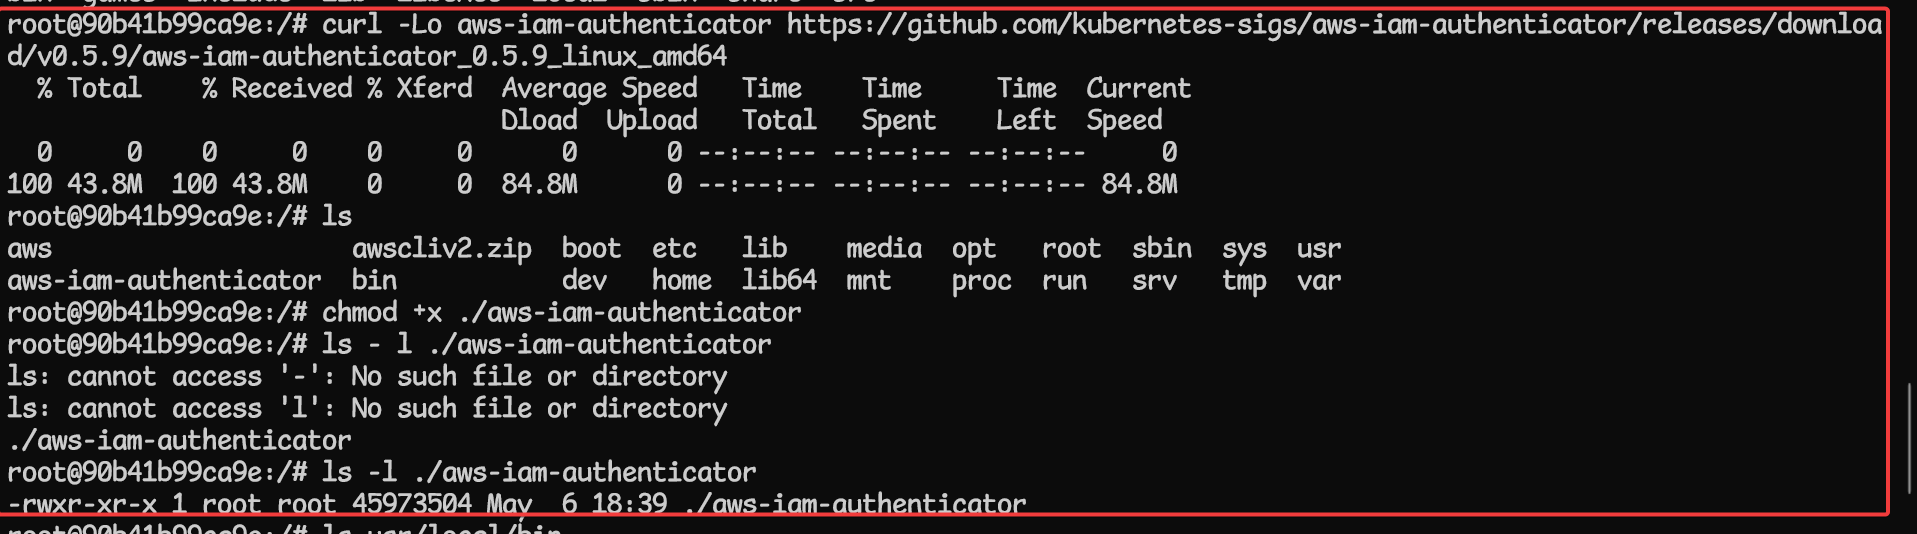 root@90b41b99ca9e:/# curl -Lo aws-iam-authenticator https://github.com/kubernetes-sigs/aws-iam-authenticator/releases/downloa
d/v0.5.9/aws-iam-authenticator_0.5.9_linux_amd64
  % Total    % Received % Xferd  Average Speed   Time    Time     Time  Current
                                 Dload  Upload   Total   Spent    Left  Speed
  0     0    0     0    0     0      0      0 --:--:-- --:--:-- --:--:--     0
100 43.8M  100 43.8M    0     0  84.8M      0 --:--:-- --:--:-- --:--:-- 84.8M
root@90b41b99ca9e:/# ls
aws                    awscliv2.zip  boot  etc   lib    media  opt   root  sbin  sys  usr
aws-iam-authenticator  bin           dev   home  lib64  mnt    proc  run   srv   tmp  var
root@90b41b99ca9e:/# chmod +x ./aws-iam-authenticator
root@90b41b99ca9e:/# ls - l ./aws-iam-authenticator
ls: cannot access '-': No such file or directory
ls: cannot access 'l': No such file or directory
./aws-iam-authenticator
root@90b41b99ca9e:/# ls -l ./aws-iam-authenticator
-rwxr-xr-x 1 root root 45973504 May  6 18:39 ./aws-iam-authenticator
root@90b41b99ca9e:/# ls usr/local/bin